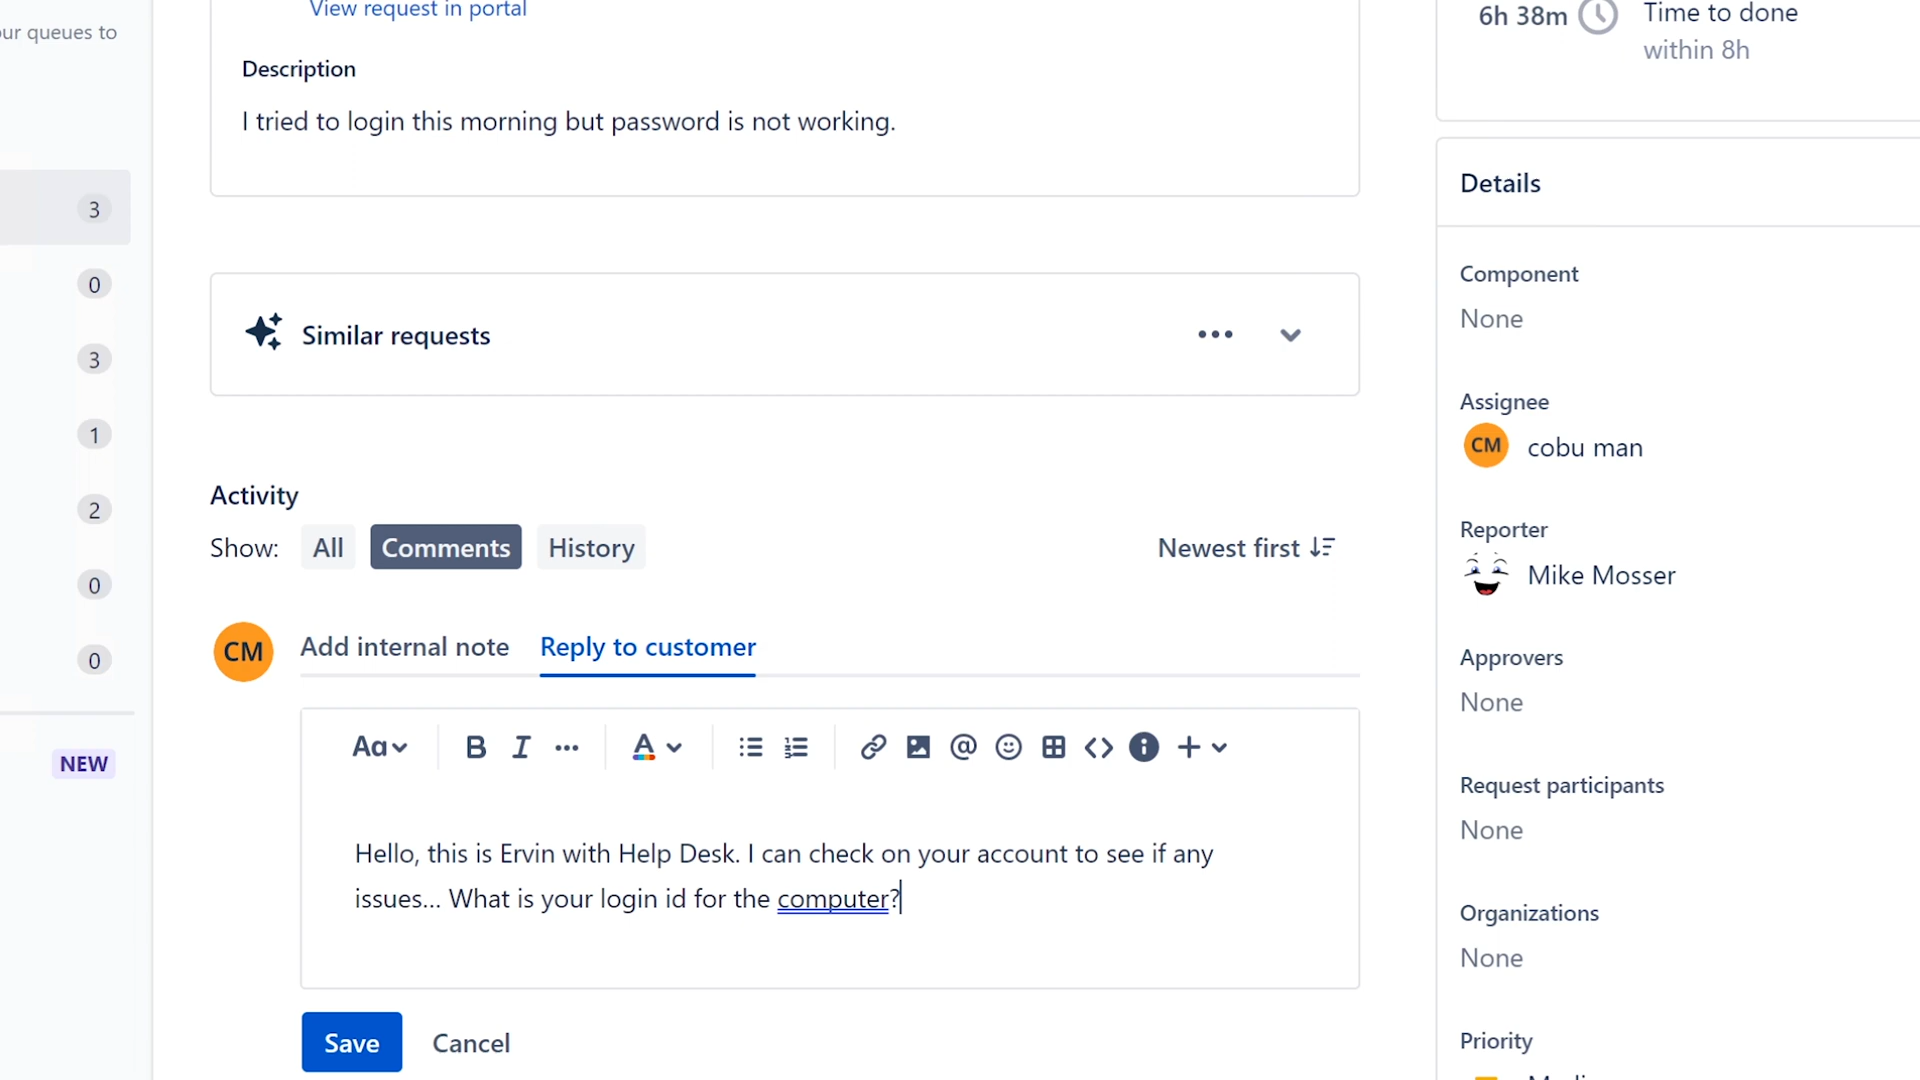 View request in portal
our queues to
Description
I tried to login this morning but password is not working.
3
0
3
1
2
0
0
NEW
Similar requests
Activity
Show: All Comments History
Newest first
CM
Add internal note Reply to customer
Aa B I A
Hello, this is Ervin with Help Desk. I can check on your account to see if any
issues... What is your login id for the computer?
Save Cancel
6h 38m Time to done
within 8h
Details
Component
None
Assignee
CM cobu man
Reporter
Mike Mosser
Approvers
None
Request participants
None
Organizations
None
Priority